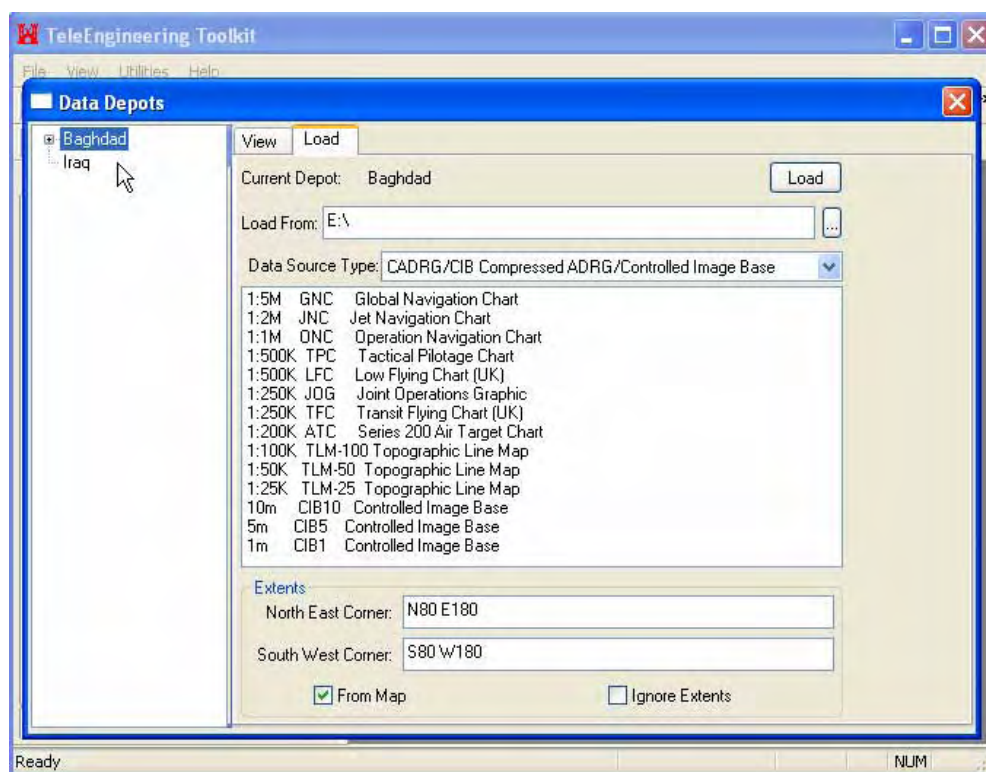 TeleEngineering Toolkit
File View Utilities Help
Data Depots
Baghdad
Iraq
View Load
Current Depot: Baghdad Load
Load From: E:\ ...
Data Source Type: CADRG/CIB Compressed ADRG/Controlled Image Base
1:5M GNC Global Navigation Chart
1:2M JNC Jet Navigation Chart
1:1M ONC Operation Navigation Chart
1:500K TPC Tactical Pilotage Chart
1:500K LFC Low Flying Chart (UK)
1:250K JOG Joint Operations Graphic
1:250K TFC Transit Flying Chart (UK)
1:200K ATC Series 200 Air Target Chart
1:100K TLM-100 Topographic Line Map
1:50K TLM-50 Topographic Line Map
1:25K TLM-25 Topographic Line Map
10m CIB10 Controlled Image Base
5m CIB5 Controlled Image Base
1m CIB1 Controlled Image Base
Extents
North East Corner: N80 E180
South West Corner: S80 W180
From Map Ignore Extents
Ready NUM